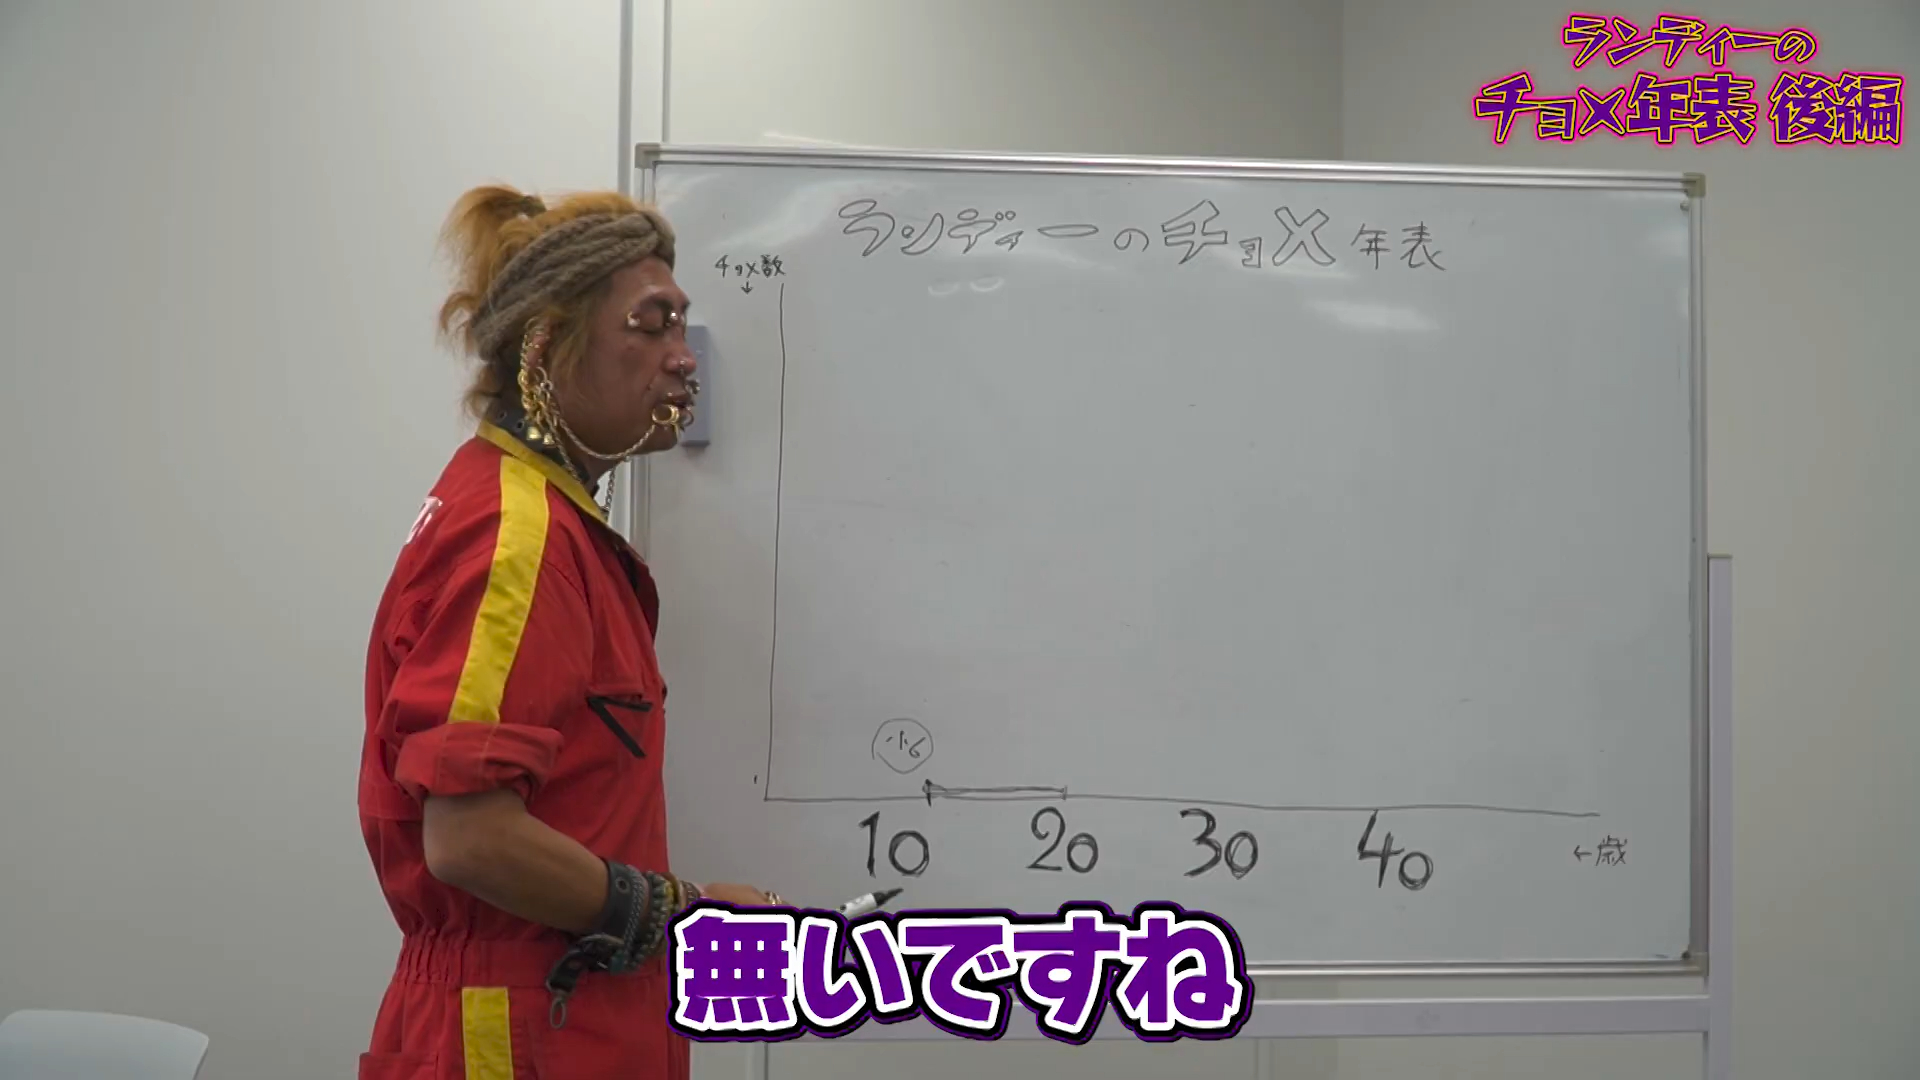 ランディーの
チョメ年表 後編
ランディーのチョメ年表
チョメ数
↓
小6
10 20 30 40
←歳
無いですね